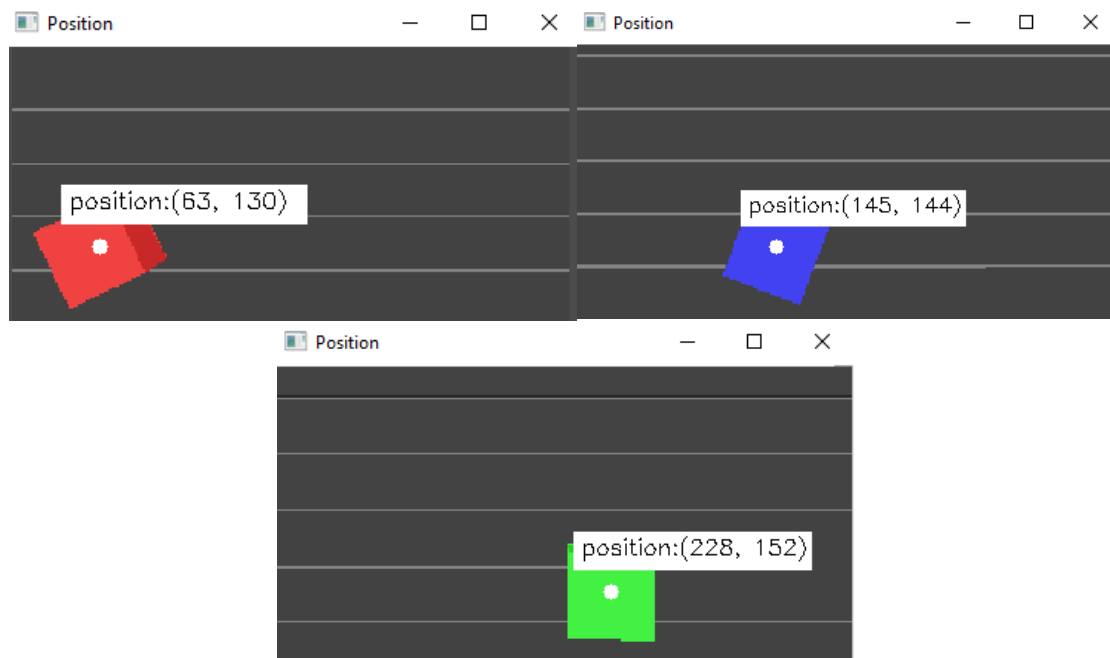 Position
position:(63, 130)
Position
position:(145, 144)
Position
position:(228, 152)